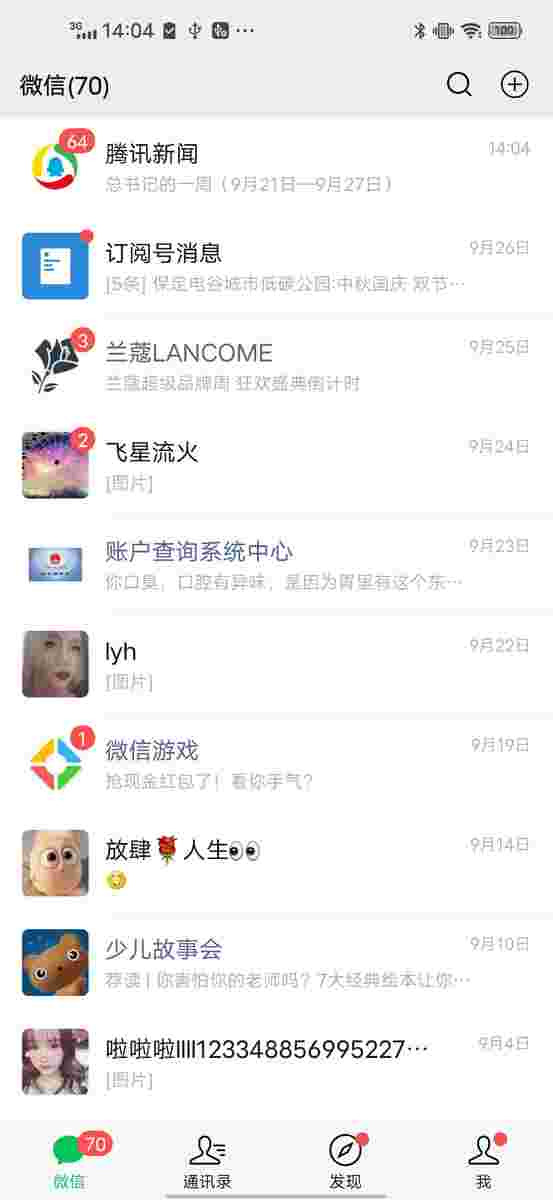 3G 14:04 ... 100
微信(70)
64
腾讯新闻
14:04
总书记的一周（9月21日—9月27日）
订阅号消息
9月26日
[5条] 保定电谷城市低碳公园:中秋国庆 双节…
3
兰蔻LANCOME
9月25日
兰蔻超级品牌周 狂欢盛典倒计时
2
飞星流火
9月24日
[图片]
账户查询系统中心
9月23日
你口臭，口腔有异味，是因为胃里有这个东…
lyh
9月22日
[图片]
1
微信游戏
9月19日
抢现金红包了！看你手气？
放肆🌹人生👀
9月14日
少儿故事会
9月10日
荐读 | 你害怕你的老师吗？7大经典绘本让你…
啦啦啦llll123348856995227…
9月4日
[图片]
70
微信 通讯录 发现 我